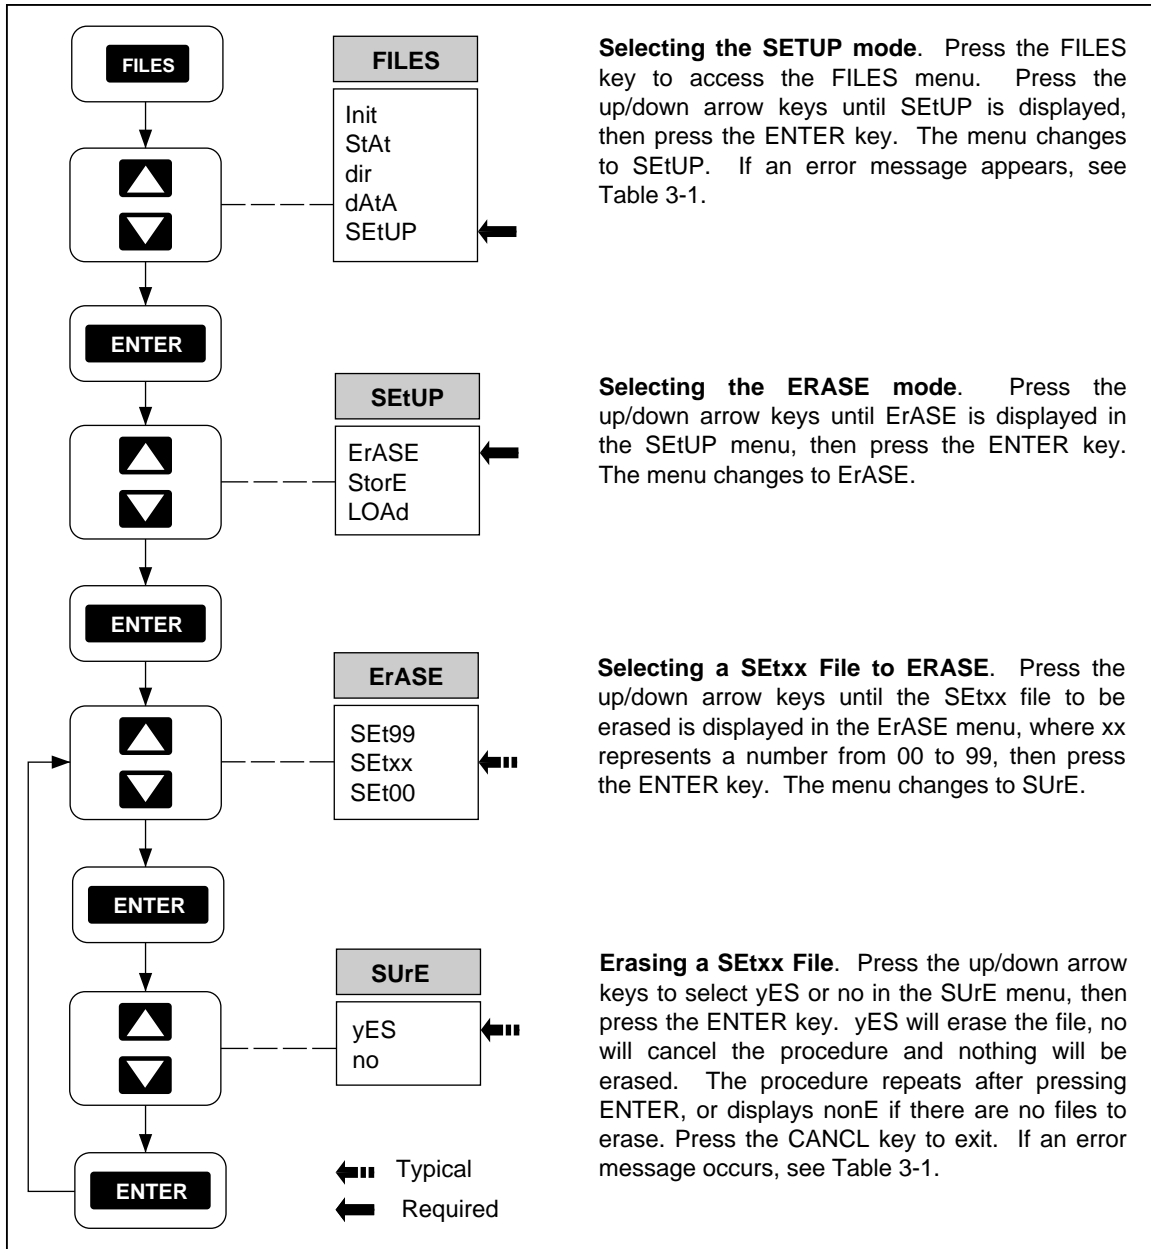 FILES
FILES
Init
StAt
dir
dAtA
SEtUP
Selecting the SETUP mode. Press the FILES
key to access the FILES menu. Press the
up/down arrow keys until SEtUP is displayed,
then press the ENTER key. The menu changes
to SEtUP. If an error message appears, see
Table 3-1.
ENTER
SEtUP
ErASE
StorE
LOAd
Selecting the ERASE mode. Press the
up/down arrow keys until ErASE is displayed in
the SEtUP menu, then press the ENTER key.
The menu changes to ErASE.
ENTER
ErASE
SEt99
SEtxx
SEt00
Selecting a SEtxx File to ERASE. Press the
up/down arrow keys until the SEtxx file to be
erased is displayed in the ErASE menu, where xx
represents a number from 00 to 99, then press
the ENTER key. The menu changes to SUrE.
ENTER
SUrE
yES
no
Erasing a SEtxx File. Press the up/down arrow
keys to select yES or no in the SUrE menu, then
press the ENTER key. yES will erase the file, no
will cancel the procedure and nothing will be
erased. The procedure repeats after pressing
ENTER, or displays nonE if there are no files to
erase. Press the CANCL key to exit. If an error
message occurs, see Table 3-1.
ENTER
Typical
Required